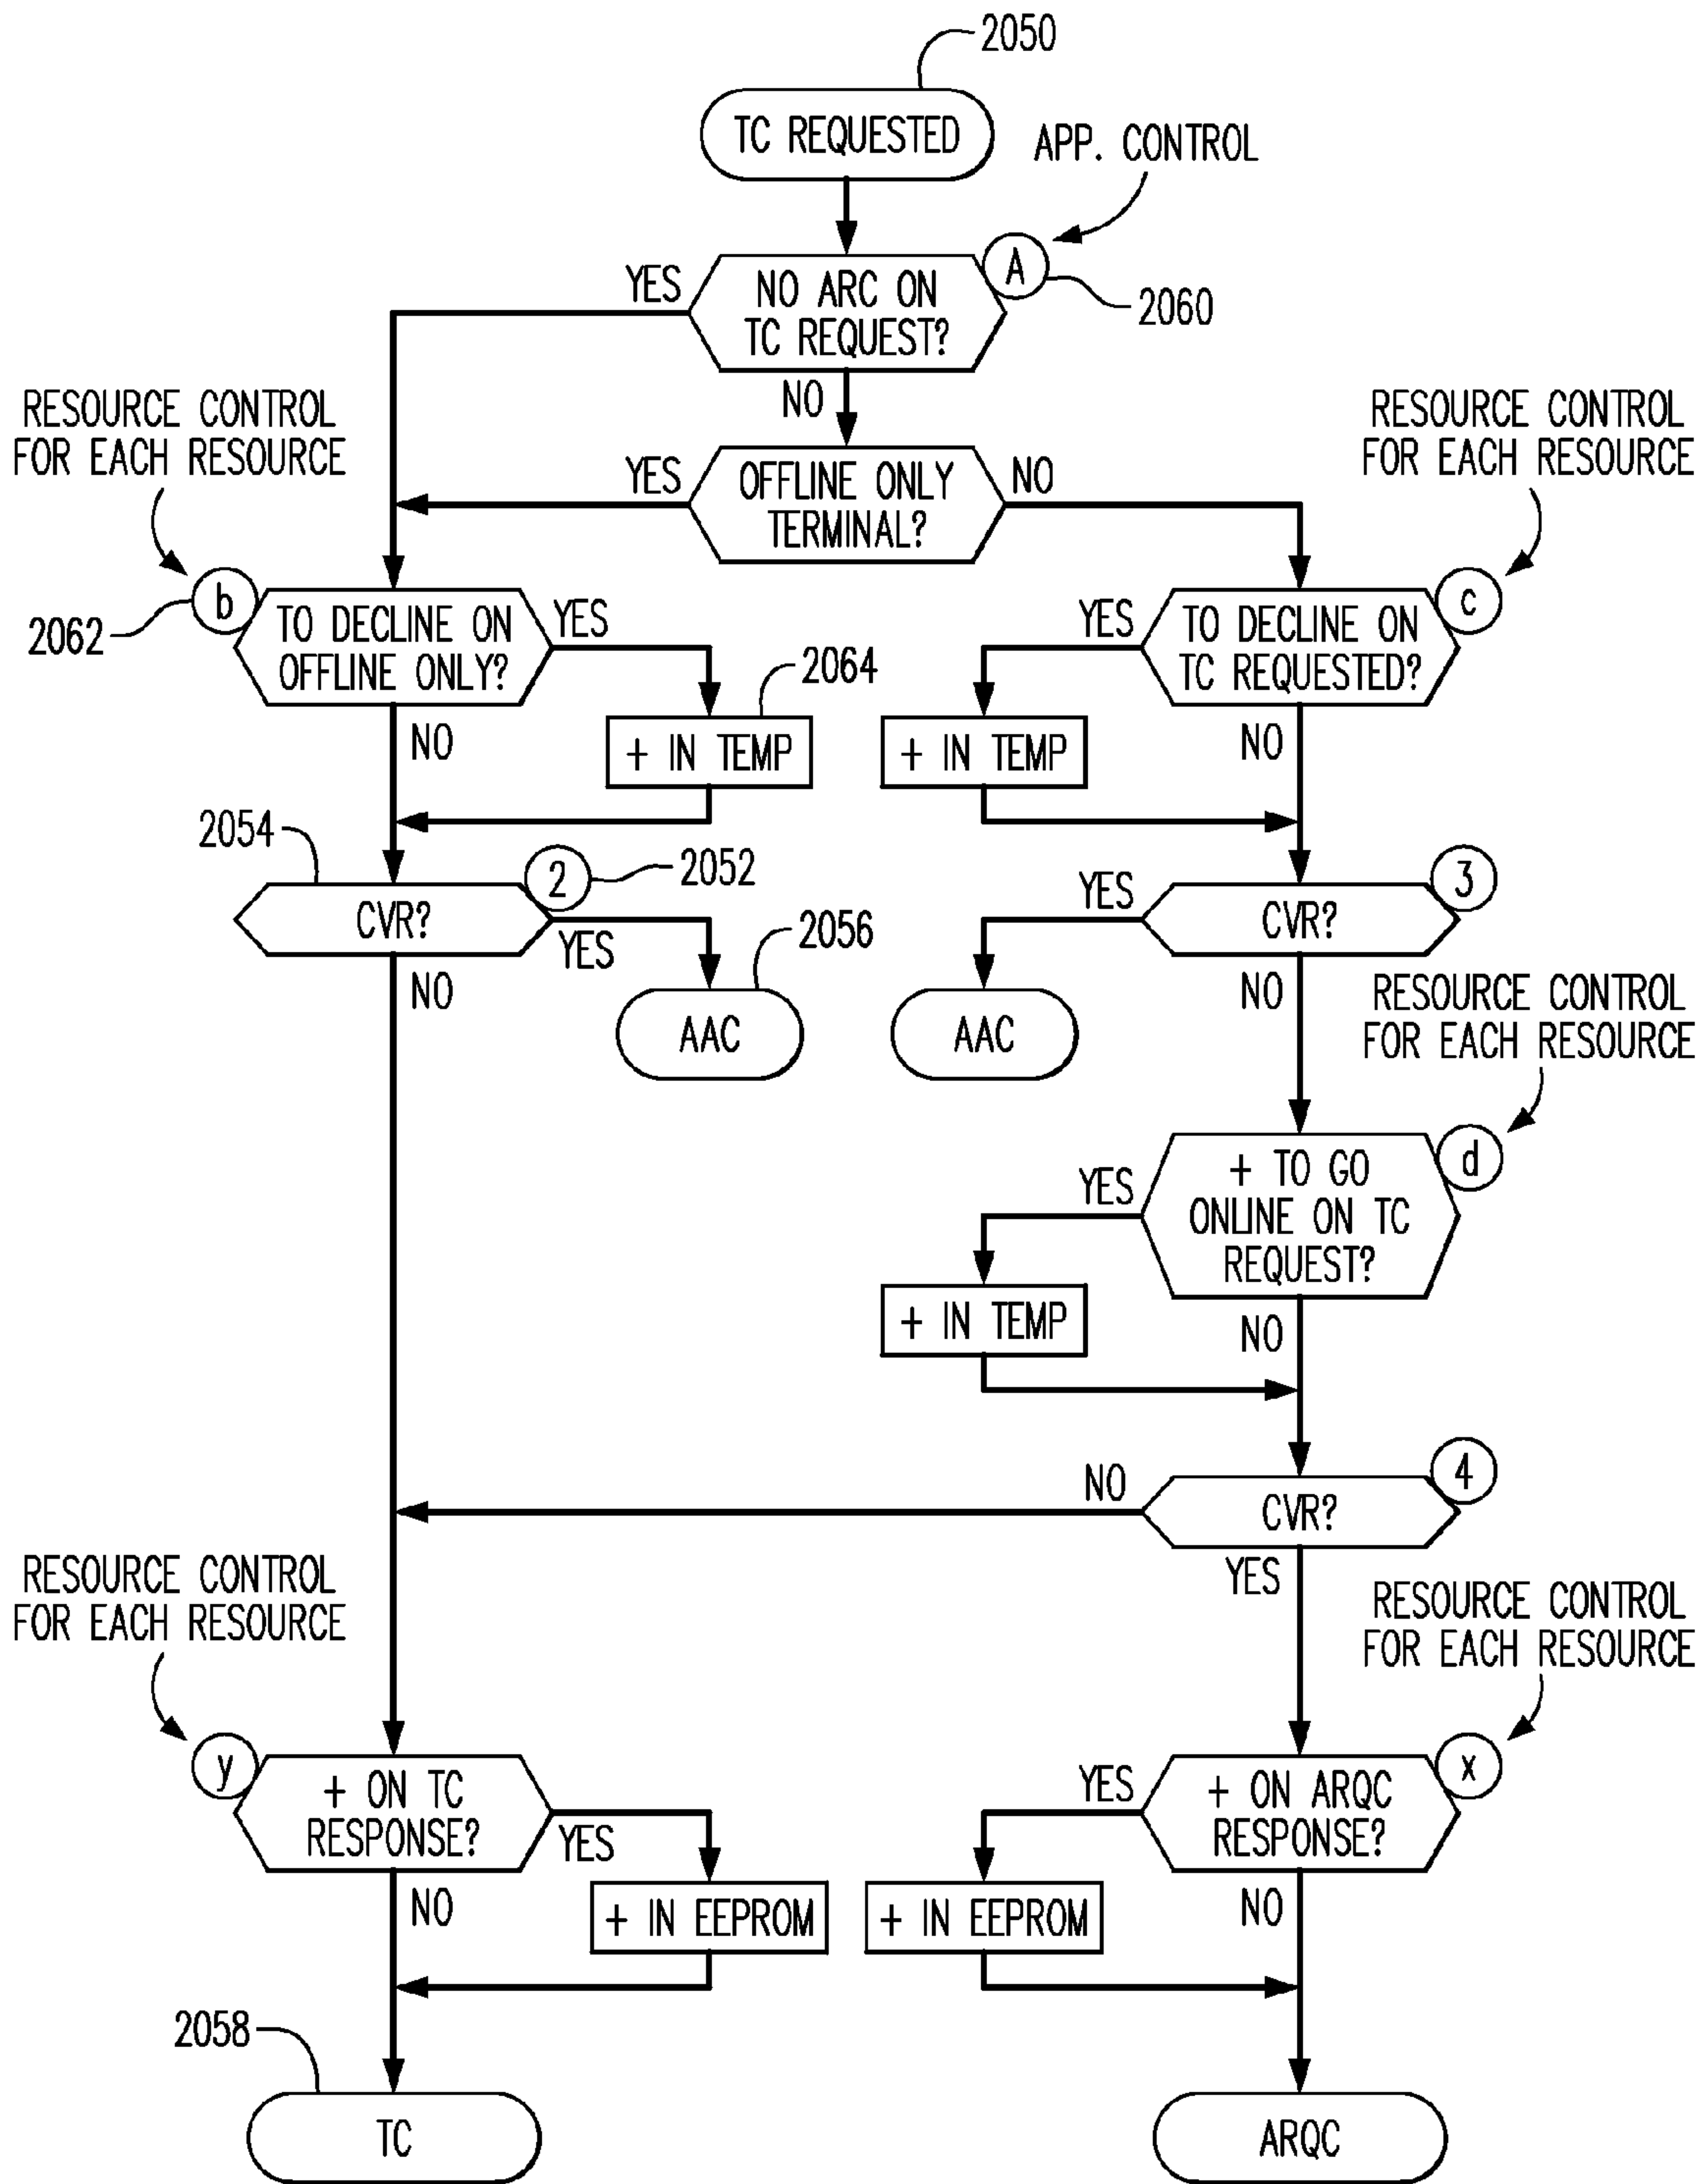 2050
TC REQUESTED
APP. CONTROL
A
YES
NO ARC ON
TC REQUEST?
2060
NO
RESOURCE CONTROL
FOR EACH RESOURCE
RESOURCE CONTROL
FOR EACH RESOURCE
YES
OFFLINE ONLY
TERMINAL?
NO
b
2062
TO DECLINE ON
OFFLINE ONLY?
YES
YES
TO DECLINE ON
TC REQUESTED?
c
2064
NO
+ IN TEMP
+ IN TEMP
NO
2054
2
2052
CVR?
YES
2056
YES
CVR?
3
NO
AAC
AAC
NO
RESOURCE CONTROL
FOR EACH RESOURCE
YES
+ TO GO
ONLINE ON TC
REQUEST?
d
+ IN TEMP
NO
NO
CVR?
4
YES
RESOURCE CONTROL
FOR EACH RESOURCE
RESOURCE CONTROL
FOR EACH RESOURCE
y
+ ON TC
RESPONSE?
YES
YES
+ ON ARQC
RESPONSE?
x
NO
+ IN EEPROM
+ IN EEPROM
NO
2058
TC
ARQC